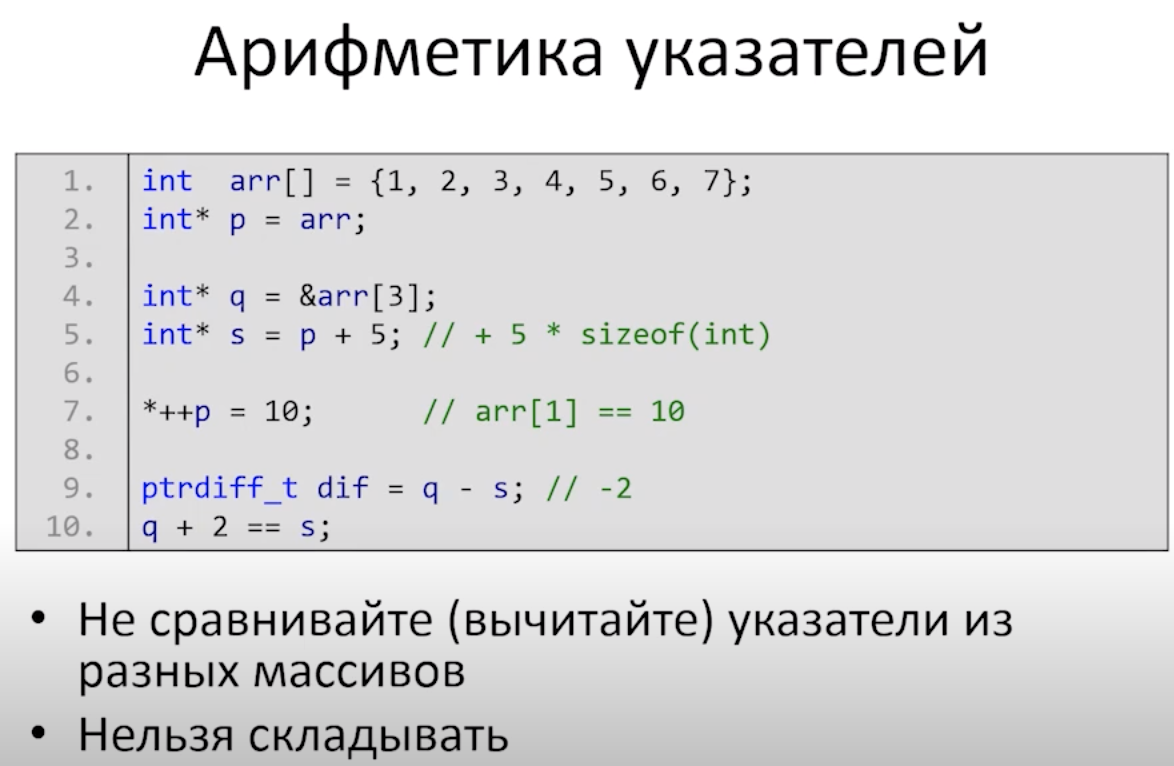 Арифметика указателей
1. int  arr[] = {1, 2, 3, 4, 5, 6, 7};
2. int* p = arr;
3.
4. int* q = &arr[3];
5. int* s = p + 5; // + 5 * sizeof(int)
6.
7. *++p = 10;      // arr[1] == 10
8.
9. ptrdiff_t dif = q - s; // -2
10. q + 2 == s;
• Не сравнивайте (вычитайте) указатели из
разных массивов
• Нельзя складывать